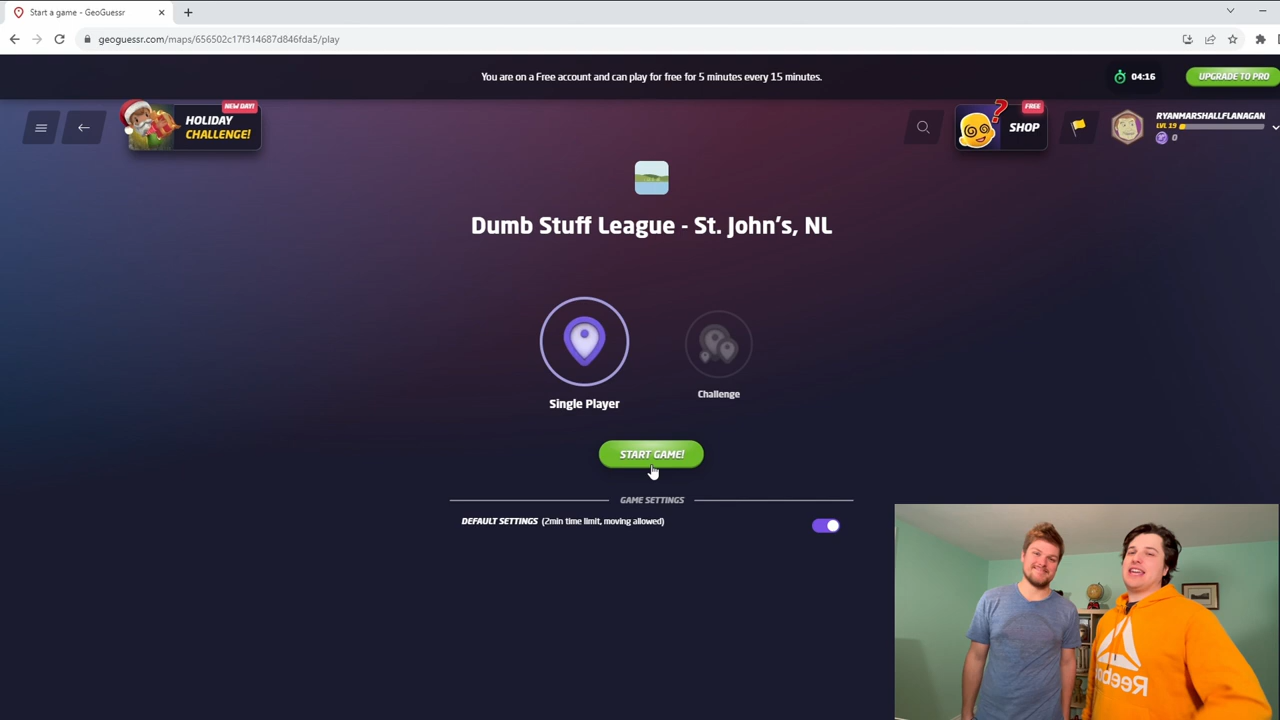 Start a game - GeoGuessr
geoguessr.com/maps/656502c17f314687d846fda5/play
You are on a Free account and can play for free for 5 minutes every 15 minutes.
04:16
UPGRADE TO PRO
NEW DAY!
HOLIDAY
CHALLENGE!
FREE
SHOP
RYANMARSHALLFLANAGAN
LVL 19
0
Dumb Stuff League - St. John's, NL
Single Player
Challenge
START GAME!
GAME SETTINGS
DEFAULT SETTINGS (2min time limit, moving allowed)
Reebok